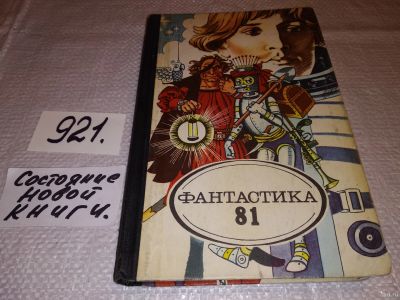 921.
Состояние
новой
книги.
ФАНТАСТИКА
81